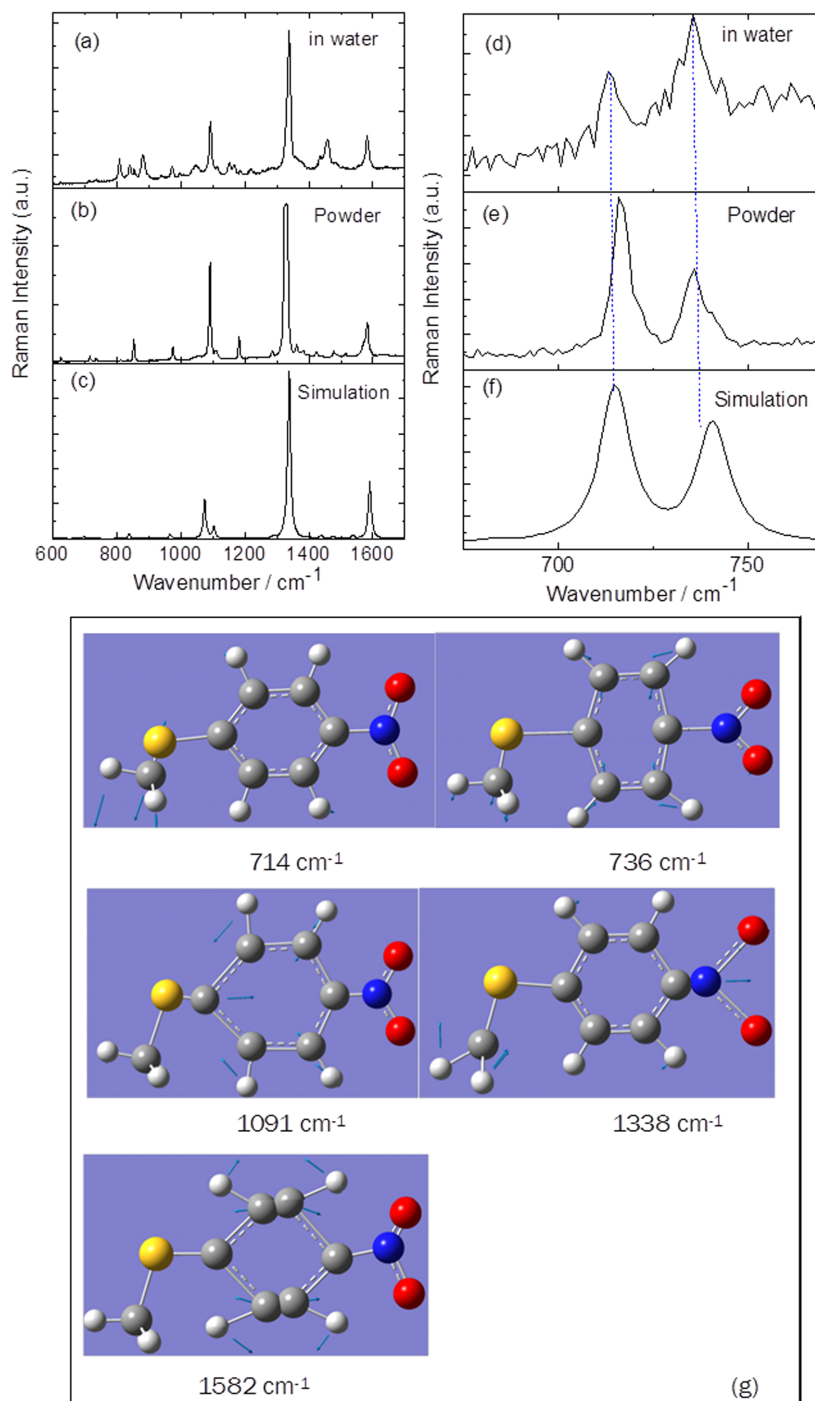 (a)
in water
(b)
Powder
(c)
Simulation
600 800 1000 1200 1400 1600
Wavenumber / cm-1
Raman Intensity (a.u.)
(d)
in water
(e)
Powder
(f)
Simulation
700 750
Wavenumber / cm-1
Raman Intensity (a.u.)
714 cm-1
736 cm-1
1091 cm-1
1338 cm-1
1582 cm-1
(g)